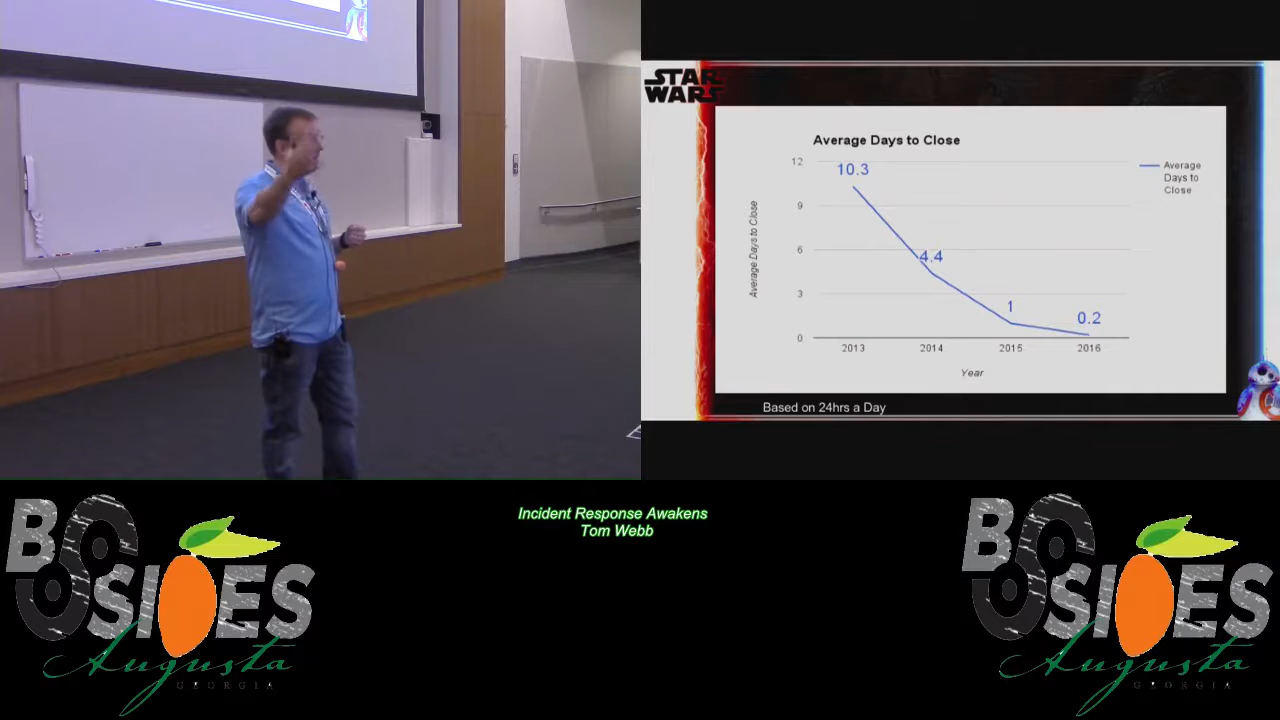 STAR
WARS
Average Days to Close
12
9
6
3
0
Average Days to Close
10.3
4.4
1
0.2
2013
2014
2015
2016
Year
Average
Days to
Close
Based on 24hrs a Day
Incident Response Awakens
Tom Webb
BSIDES
Augusta
GEORGIA
BSIDES
Augusta
GEORGIA